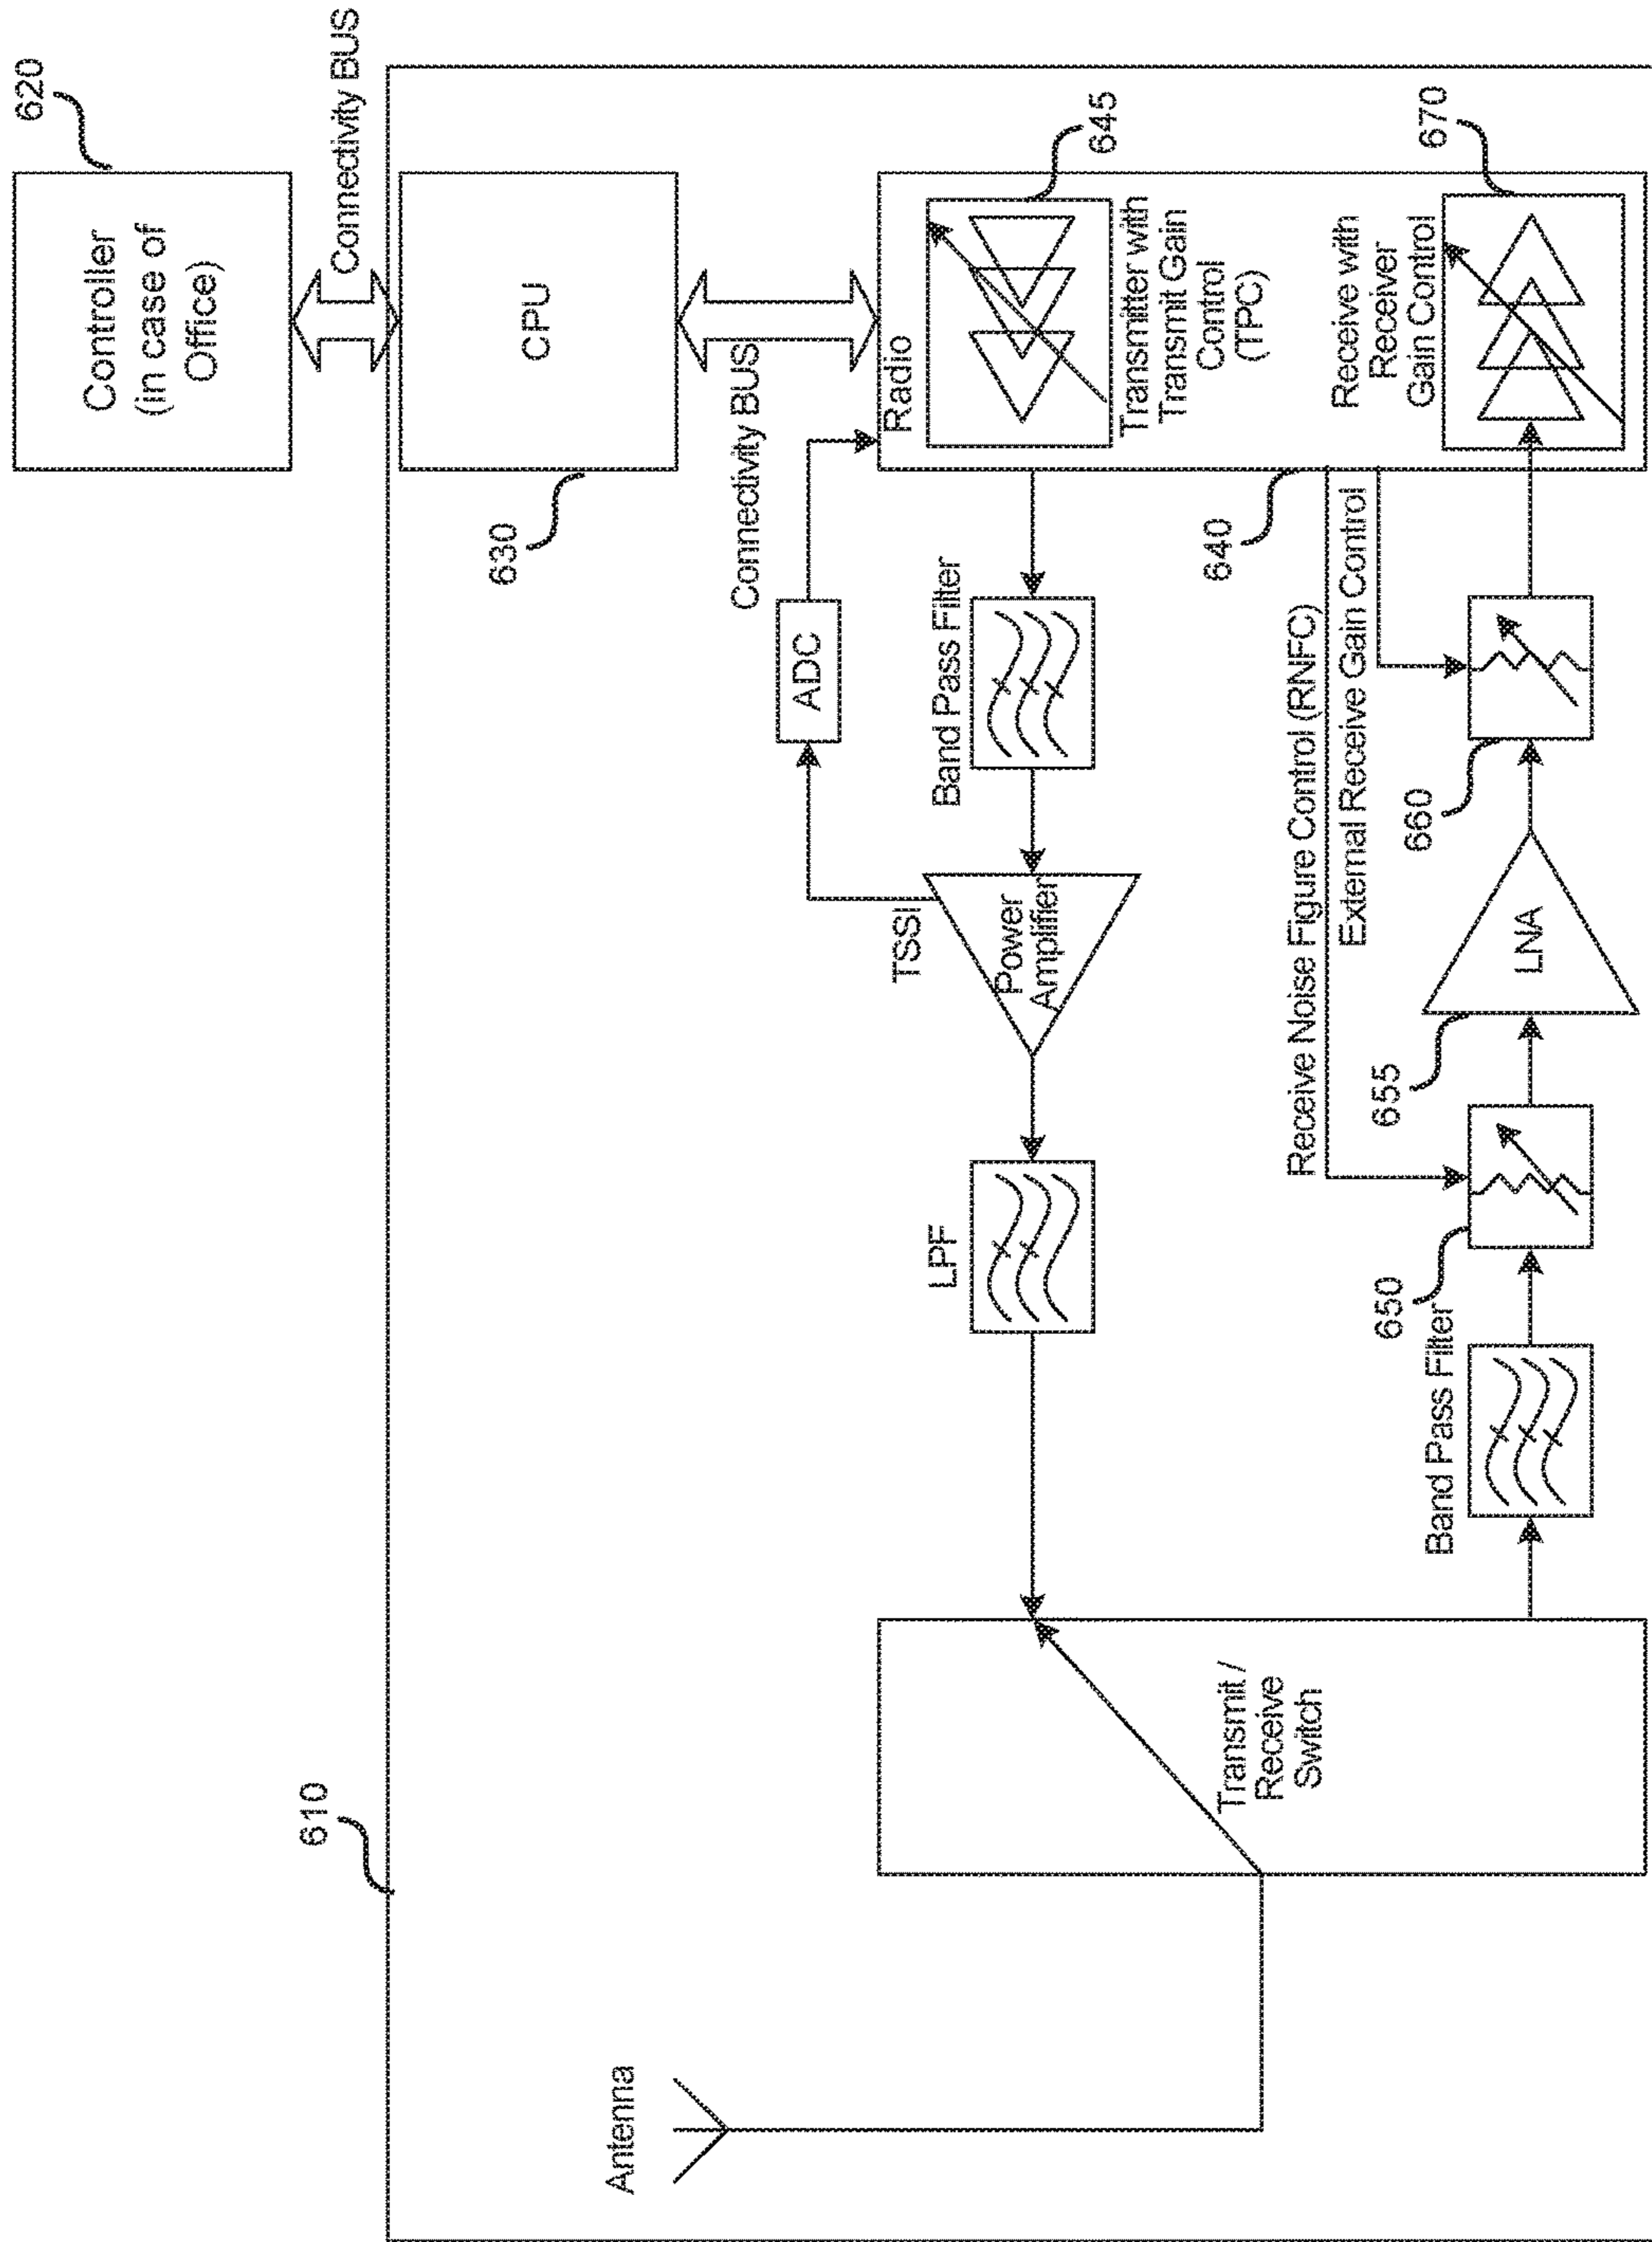 610
Antenna
Transmit /
Receive
Switch
LPF
TSSI
Power
Amplifier
Band Pass Filter
ADC
Connectivity BUS
630
CPU
Connectivity BUS
620
Controller
(in case of
Office)
Radio
645
Transmitter with
Transmit Gain
Control
(TPC)
Receive with
Receiver
Gain Control
670
640
Receive Noise Figure Control (RNFC)
External Receive Gain Control
Band Pass Filter
650
655
LNA
660